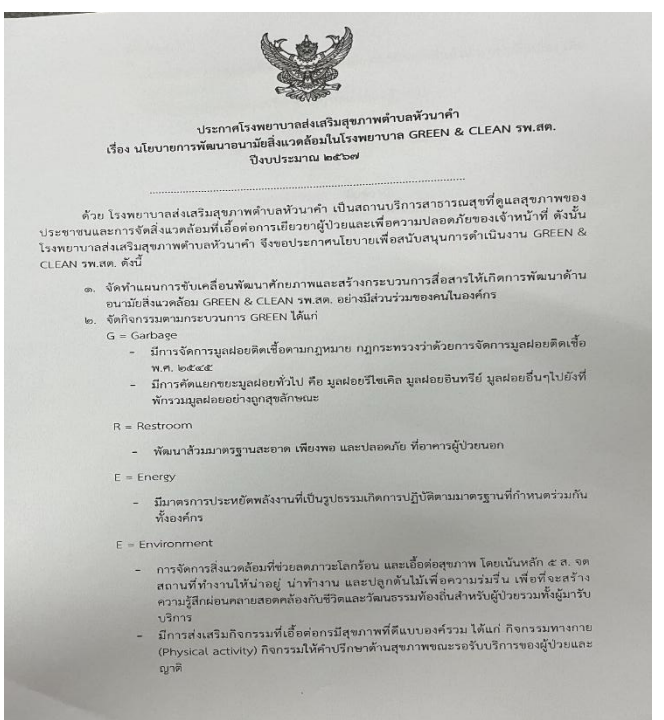 ประกาศโรงพยาบาลส่งเสริมสุขภาพตำบลหัวนาคำ
เรื่อง นโยบายการพัฒนาอนามัยสิ่งแวดล้อมในโรงพยาบาล GREEN & CLEAN รพ.สต.
ปีงบประมาณ ๒๕๖๗
ด้วย โรงพยาบาลส่งเสริมสุขภาพตำบลหัวนาคำ เป็นสถานบริการสาธารณสุขที่ดูแลสุขภาพของ
ประชาชนและการจัดสิ่งแวดล้อมที่เอื้อต่อการเยียวยาผู้ป่วยและเพื่อความปลอดภัยของเจ้าหน้าที่ ดังนั้น
โรงพยาบาลส่งเสริมสุขภาพตำบลหัวนาคำ จึงขอประกาศนโยบายเพื่อสนับสนุนการดำเนินงาน GREEN &
CLEAN รพ.สต. ดังนี้
๑. จัดทำแผนการขับเคลื่อนพัฒนาศักยภาพและสร้างกระบวนการสื่อสารให้เกิดการพัฒนาด้าน
อนามัยสิ่งแวดล้อม GREEN & CLEAN รพ.สต. อย่างมีส่วนร่วมของคนในองค์กร
๒. จัดกิจกรรมตามกระบวนการ GREEN ได้แก่
G = Garbage
- มีการจัดการมูลฝอยติดเชื้อตามกฎหมาย กฎกระทรวงว่าด้วยการจัดการมูลฝอยติดเชื้อ
พ.ศ. ๒๕๔๕
- มีการคัดแยกขยะมูลฝอยทั่วไป คือ มูลฝอยรีไซเคิล มูลฝอยอินทรีย์ มูลฝอยอื่นๆไปยังที่
พักรวมมูลฝอยอย่างถูกสุขลักษณะ
R = Restroom
- พัฒนาส้วมมาตรฐานสะอาด เพียงพอ และปลอดภัย ที่อาคารผู้ป่วยนอก
E = Energy
- มีมาตรการประหยัดพลังงานที่เป็นรูปธรรมเกิดการปฏิบัติตามมาตรฐานที่กำหนดร่วมกัน
ทั้งองค์กร
E = Environment
- การจัดการสิ่งแวดล้อมที่ช่วยลดภาวะโลกร้อน และเอื้อต่อสุขภาพ โดยเน้นหลัก ๕ ส. จด
สถานที่ทำงานให้น่าอยู่ น่าทำงาน และปลูกต้นไม้เพื่อความร่มรื่น เพื่อที่จะสร้าง
ความรู้สึกผ่อนคลายสอดคล้องกับชีวิตและวัฒนธรรมท้องถิ่นสำหรับผู้ป่วยรวมทั้งผู้มารับ
บริการ
- มีการส่งเสริมกิจกรรมที่เอื้อต่อกรมีสุขภาพที่ดีแบบองค์รวม ได้แก่ กิจกรรมทางกาย
(Physical activity) กิจกรรมให้คำปรึกษาด้านสุขภาพขณะรอรับบริการของผู้ป่วยและ
ญาติ